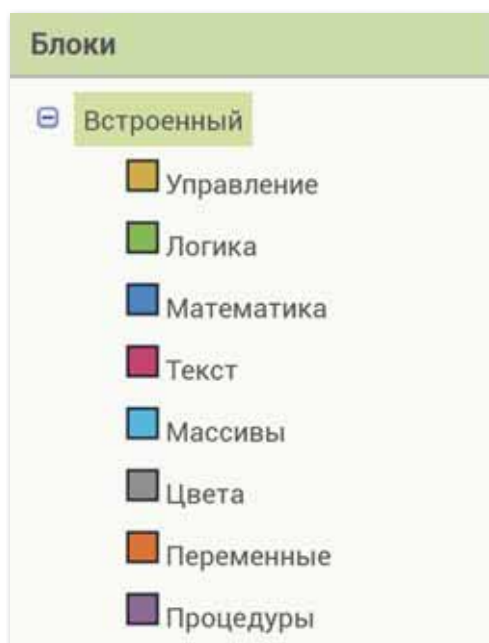 Блоки
Встроенный
Управление
Логика
Математика
Текст
Массивы
Цвета
Переменные
Процедуры